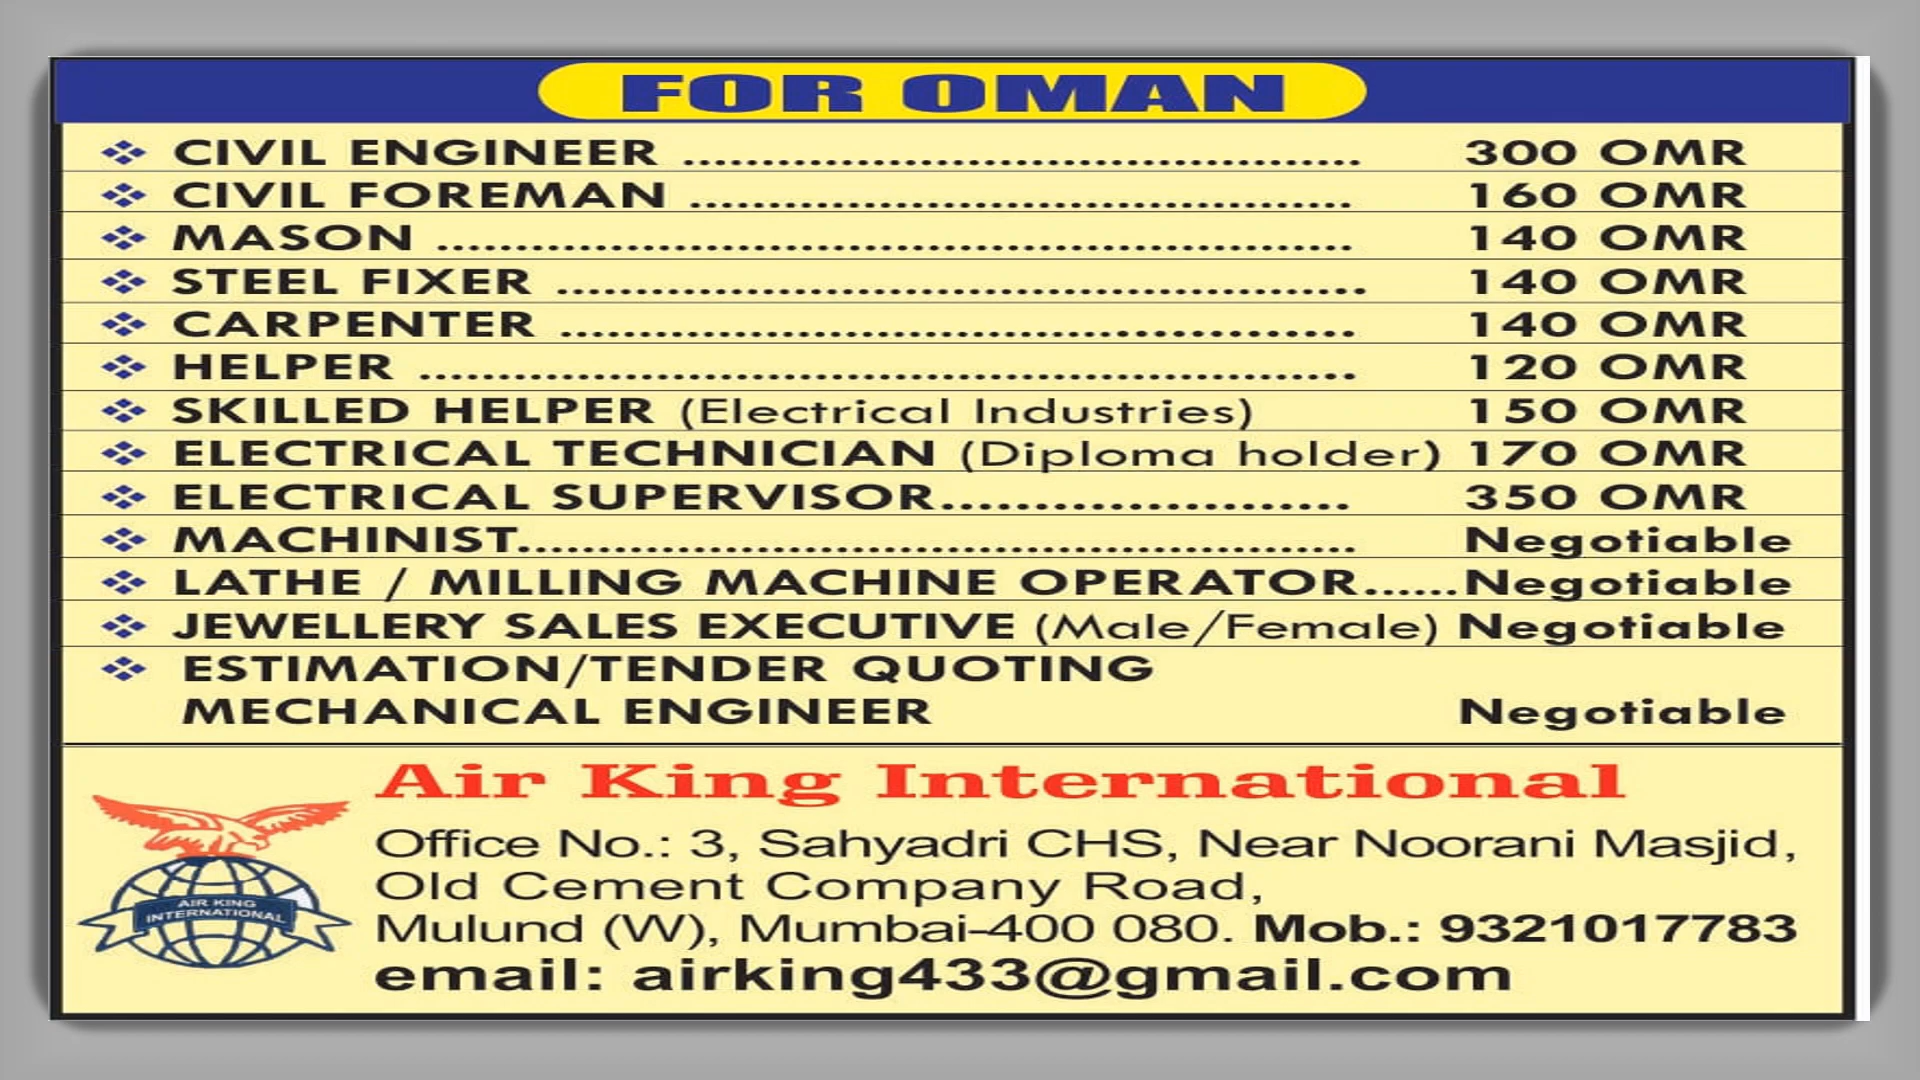 FOR OMAN
CIVIL ENGINEER ........................................... 300 OMR
CIVIL FOREMAN .......................................... 160 OMR
MASON .......................................................... 140 OMR
STEEL FIXER ................................................... 140 OMR
CARPENTER .................................................. 140 OMR
HELPER ........................................................... 120 OMR
SKILLED HELPER (Electrical Industries) 150 OMR
ELECTRICAL TECHNICIAN (Diploma holder) 170 OMR
ELECTRICAL SUPERVISOR....................... 350 OMR
MACHINIST..................................................... Negotiable
LATHE / MILLING MACHINE OPERATOR......Negotiable
JEWELLERY SALES EXECUTIVE (Male/Female) Negotiable
ESTIMATION/TENDER QUOTING
MECHANICAL ENGINEER Negotiable
Air King International
Office No.: 3, Sahyadri CHS, Near Noorani Masjid,
Old Cement Company Road,
Mulund (W), Mumbai-400 080. Mob.: 9321017783
email: airking433@gmail.com
AIR KING
INTERNATIONAL